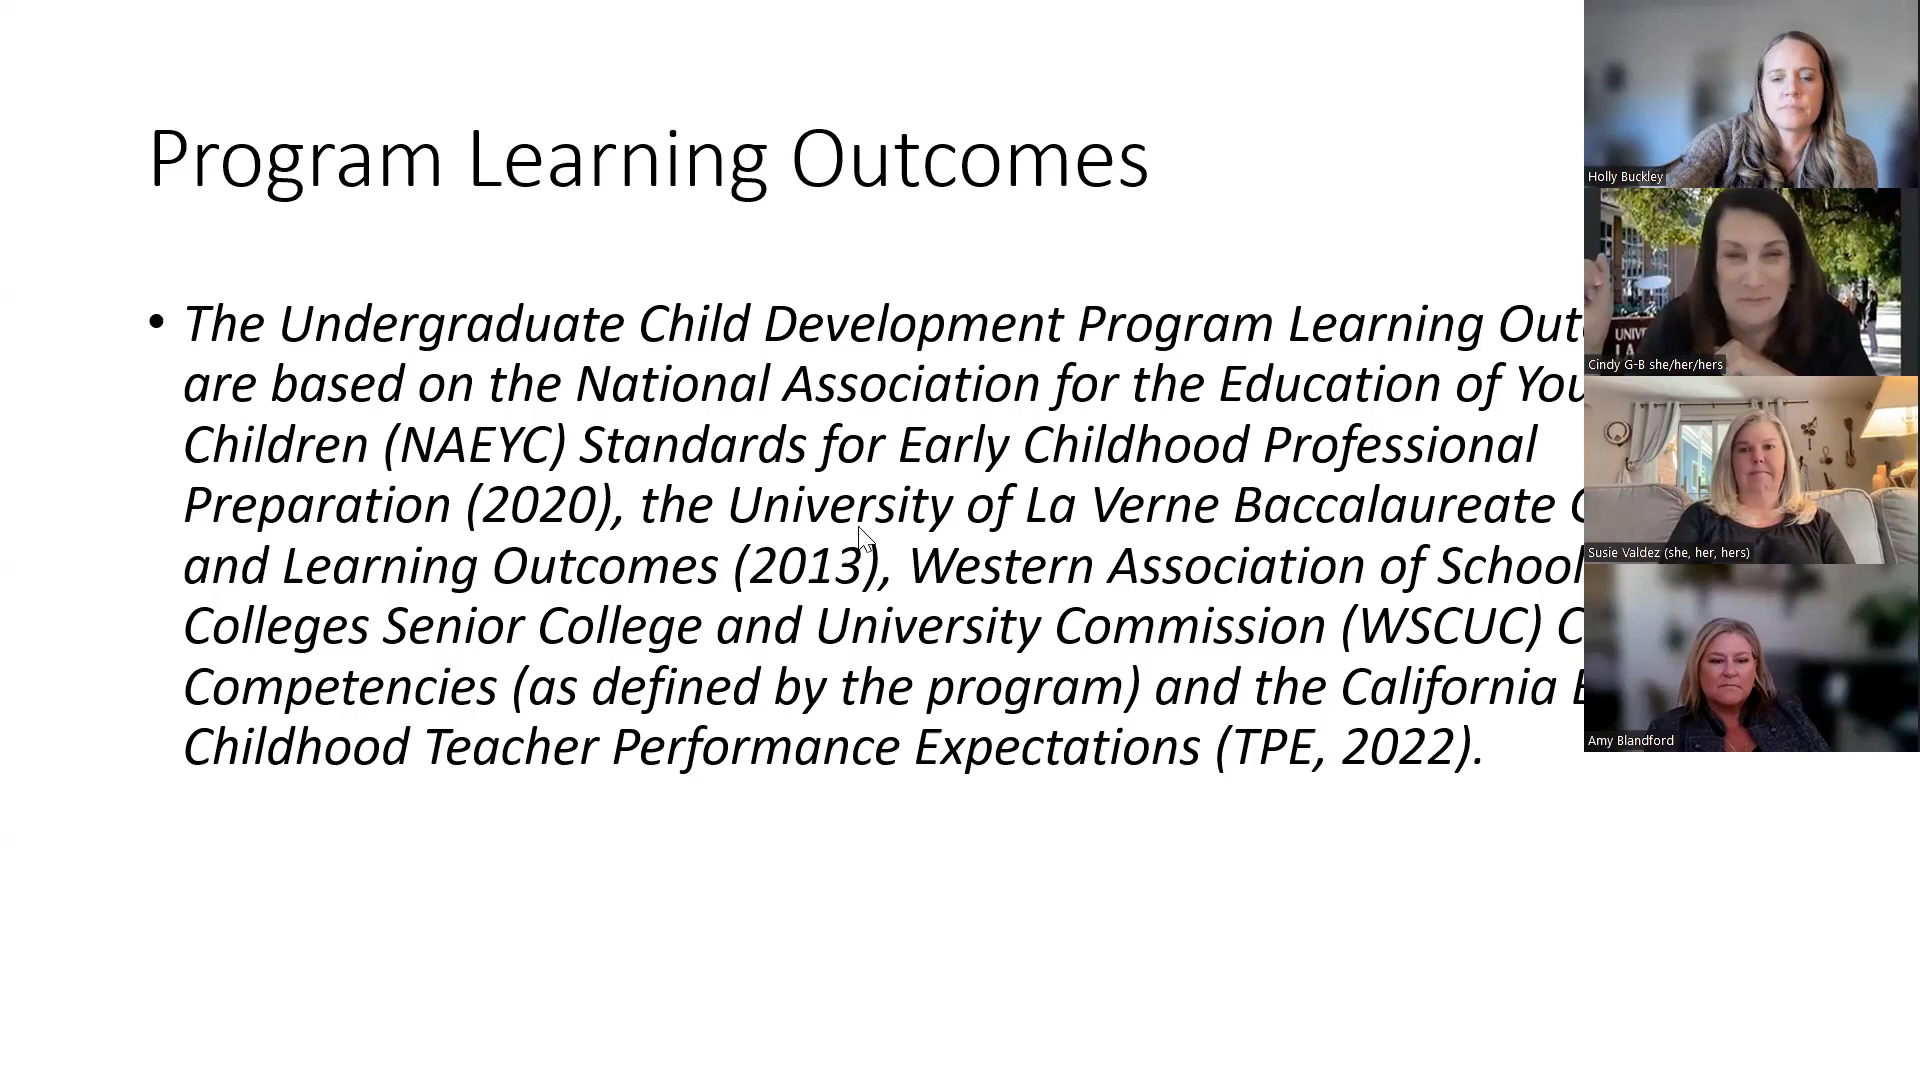 Program Learning Outcomes
• The Undergraduate Child Development Program Learning
are based on the National Association for the Education of
Children (NAEYC) Standards for Early Childhood Professional
Preparation (2020), the University of La Verne Baccalaureate
and Learning Outcomes (2013), Western Association of School
Colleges Senior College and University Commission (WSCUC)
Competencies (as defined by the program) and the California
Childhood Teacher Performance Expectations (TPE, 2022).
Holly Buckley
UNIVE
LA
Cindy G-B she/her/hers
Susie Valdez (she, her, hers)
Amy Blandford